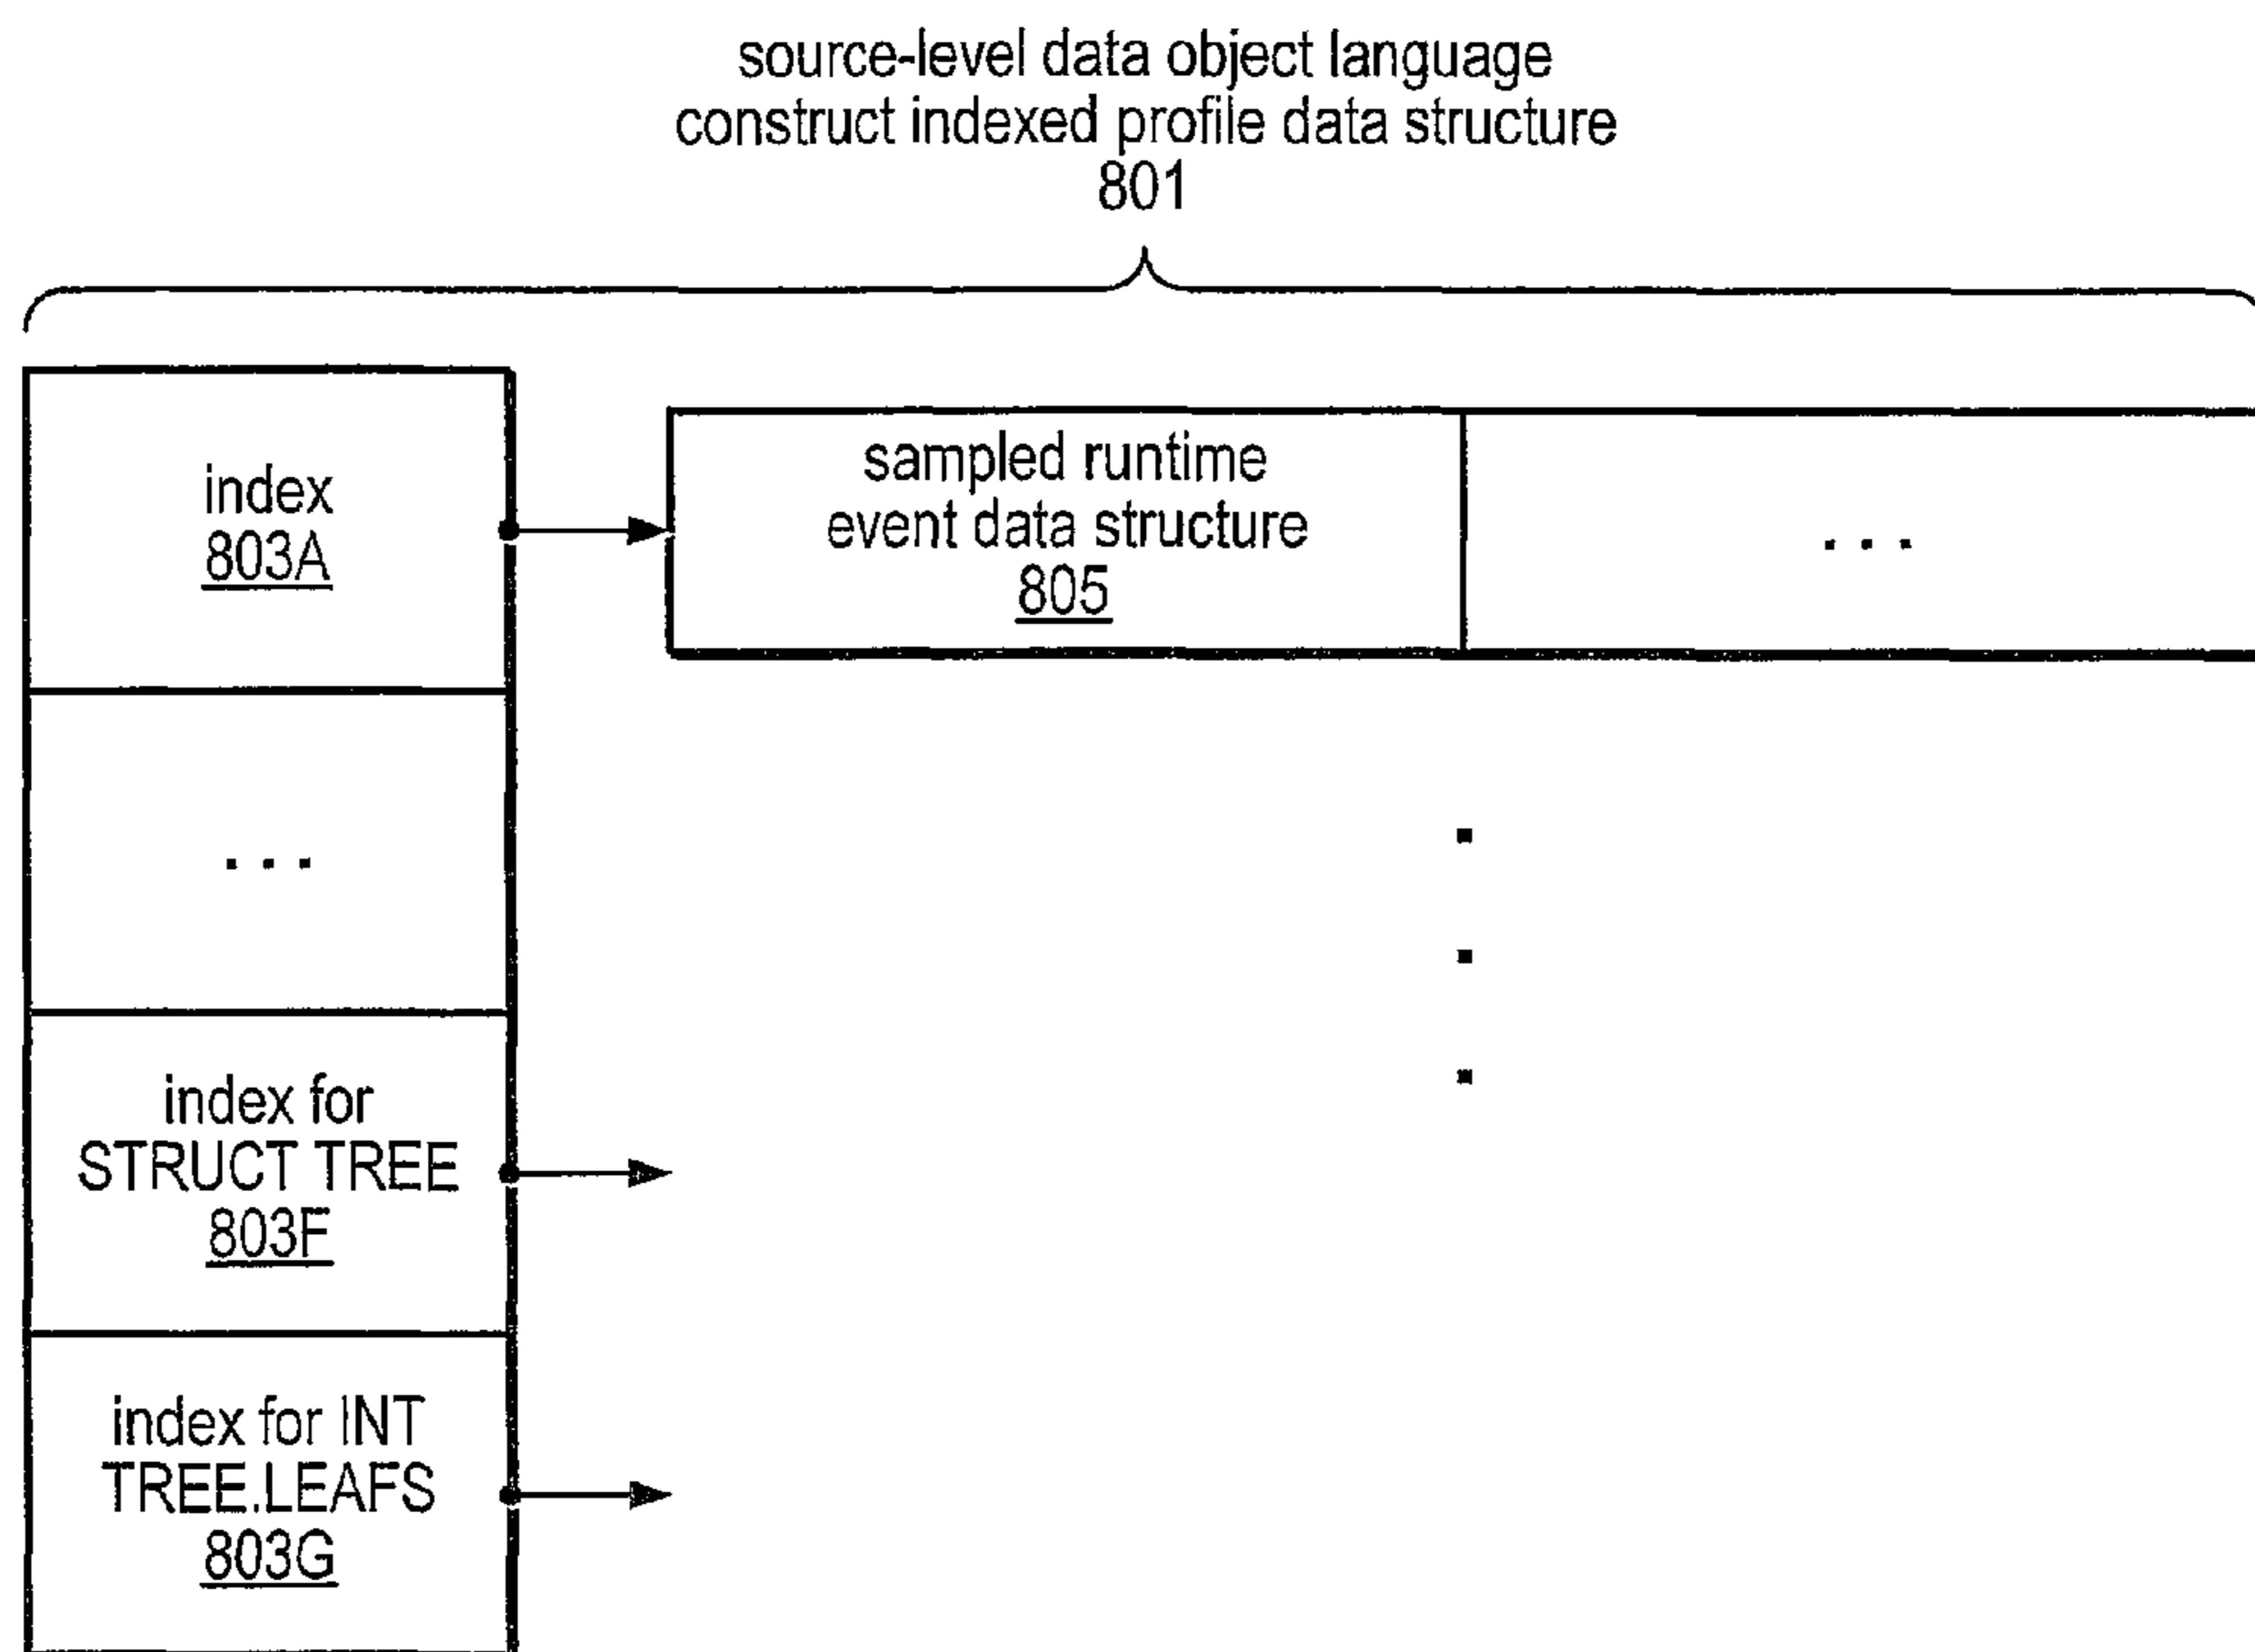 source-level data object language
construct indexed profile data structure
801
index
803A
sampled runtime
event data structure
805
...
...
index for
STRUCT TREE
803F
index for INT
TREE.LEAFS
803G